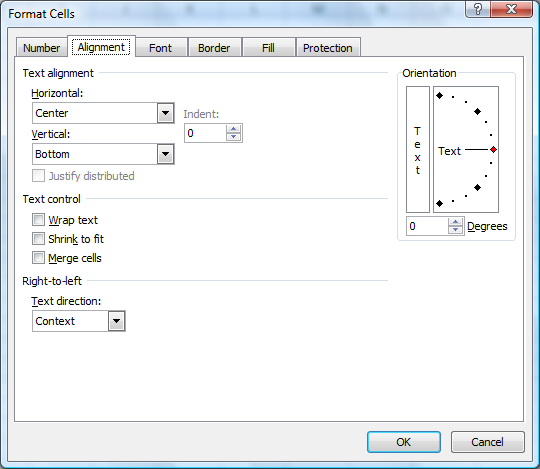 Format Cells
Number Alignment Font Border Fill Protection
Text alignment
Horizontal:
Center
Indent:
0
Vertical:
Bottom
Justify distributed
Text control
Wrap text
Shrink to fit
Merge cells
Right-to-left
Text direction:
Context
Orientation
Text
Text
0 Degrees
OK Cancel